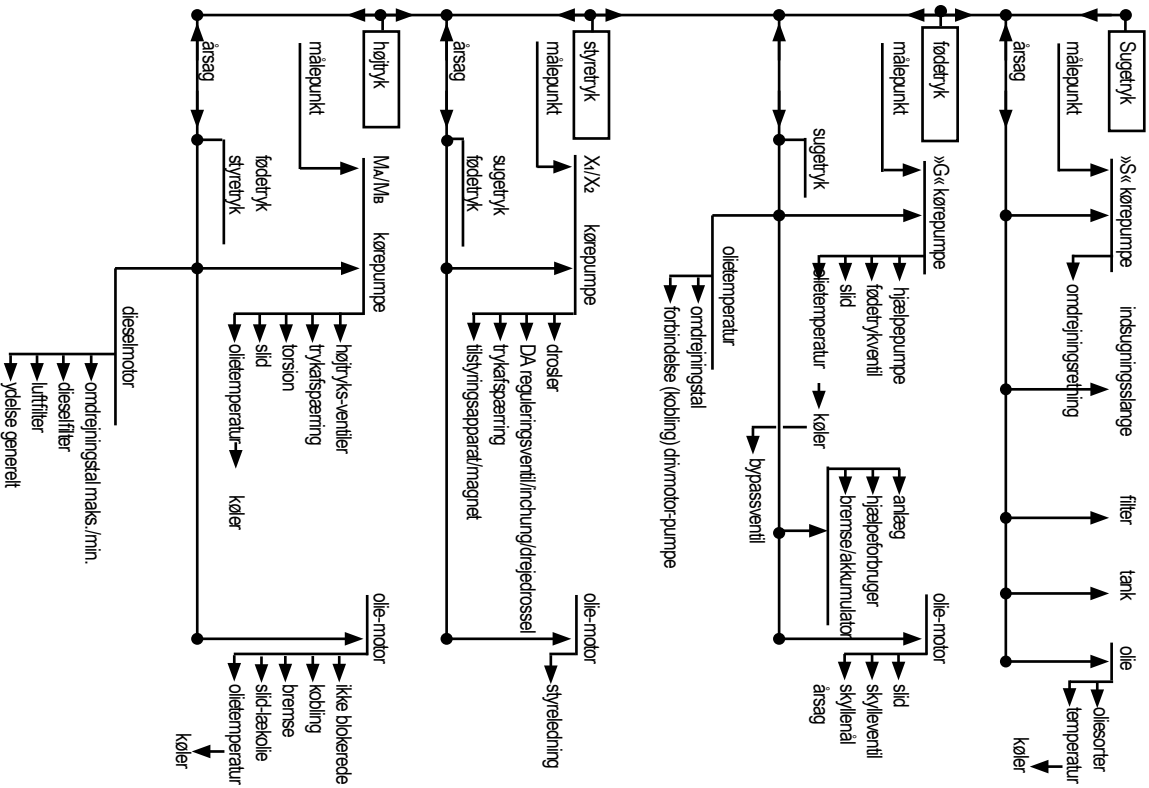 Sugetryk
målepunkt
årsag
»S« kørepumpe
omdrejningsretning
indsugningsslange
filter
tank
olie
oliesorter
temperatur
køler
fødetryk
målepunkt
sugetryk
»G« kørepumpe
hjælpepumpe
fødetrykventil
slid
olietemperatur
køler
bypassventil
olietemperatur
omdrejningstal
forbindelse (kobling) drivmotor-pumpe
anlæg
hjælpeforbruger
bremse/akkumulator
olie-motor
slid
skylleventil
skyllenål
årsag
styretryk
målepunkt
årsag
X1/X2
kørepumpe
sugetryk
fødetryk
drosler
DA reguleringsventil/inchung/drejedrossel
trykafspærring
tilstyringsapparat/magnet
olie-motor
styreledning
højtryk
målepunkt
årsag
MA/MB
kørepumpe
fødetryk
styretryk
højtryks-ventiler
trykafspærring
torsion
slid
olietemperatur
køler
olie-motor
ikke blokerede
kobling
bremse
slid-lækolie
olietemperatur
køler
dieselmotor
omdrejningstal maks./min.
dieselfilter
luftfilter
ydelse generelt